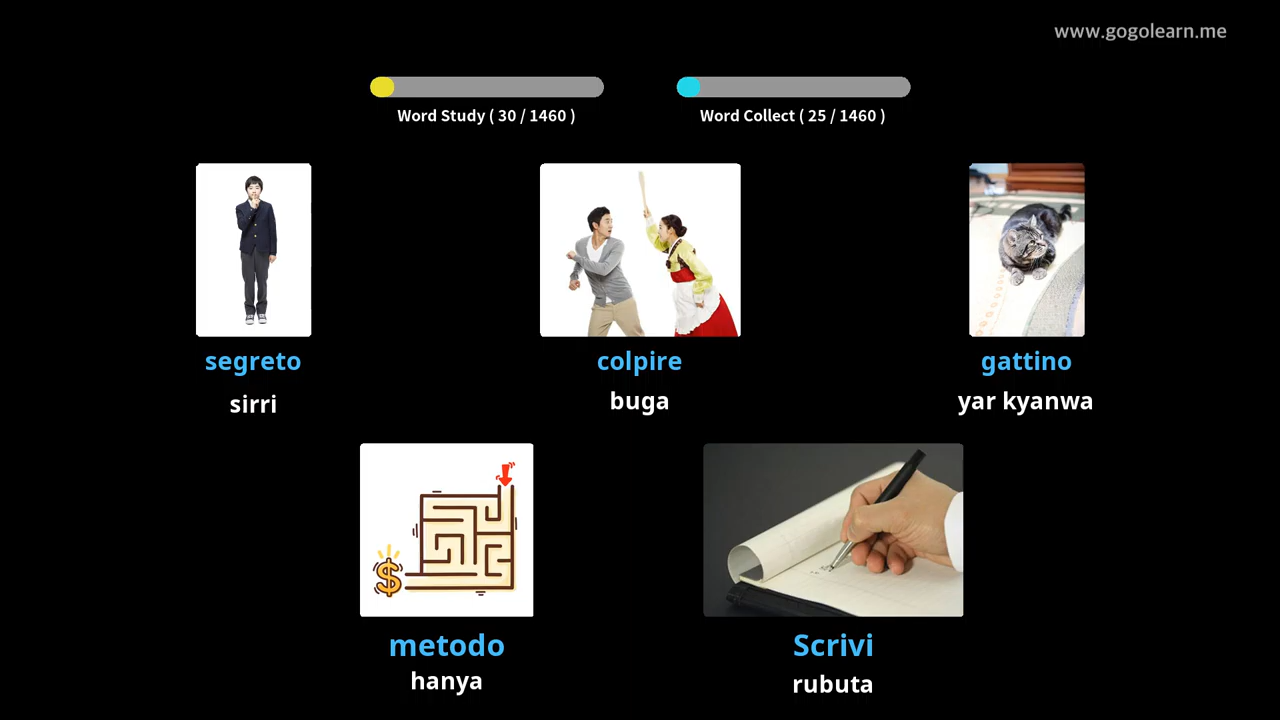 www.gogolearn.me
Word Study ( 30 / 1460 )
Word Collect ( 25 / 1460 )
segreto
sirri
colpire
buga
gattino
yar kyanwa
metodo
hanya
Scrivi
rubuta